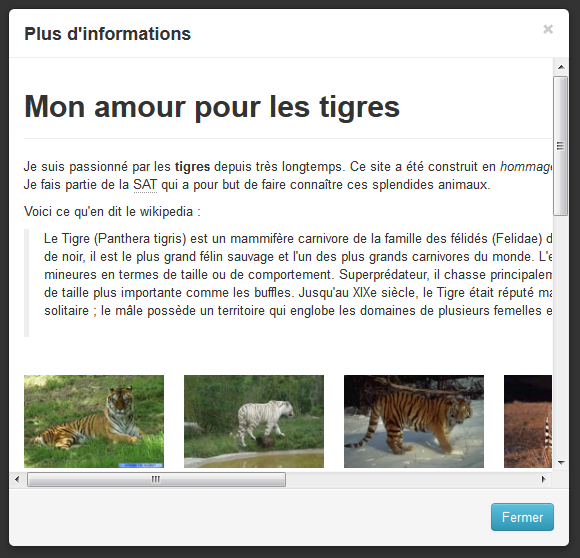 Plus d'informations
×
Mon amour pour les tigres
Je suis passionné par les tigres depuis très longtemps. Ce site a été construit en hommage
Je fais partie de la SAT qui a pour but de faire connaître ces splendides animaux.
Voici ce qu'en dit le wikipedia :
Le Tigre (Panthera tigris) est un mammifère carnivore de la famille des félidés (Felidae) d
de noir, il est le plus grand félin sauvage et l'un des plus grands carnivores du monde. L'e
mineures en termes de taille ou de comportement. Superprédateur, il chasse principalem
de taille plus importante comme les buffles. Jusqu'au XIXe siècle, le Tigre était réputé ma
solitaire ; le mâle possède un territoire qui englobe les domaines de plusieurs femelles e
Fermer